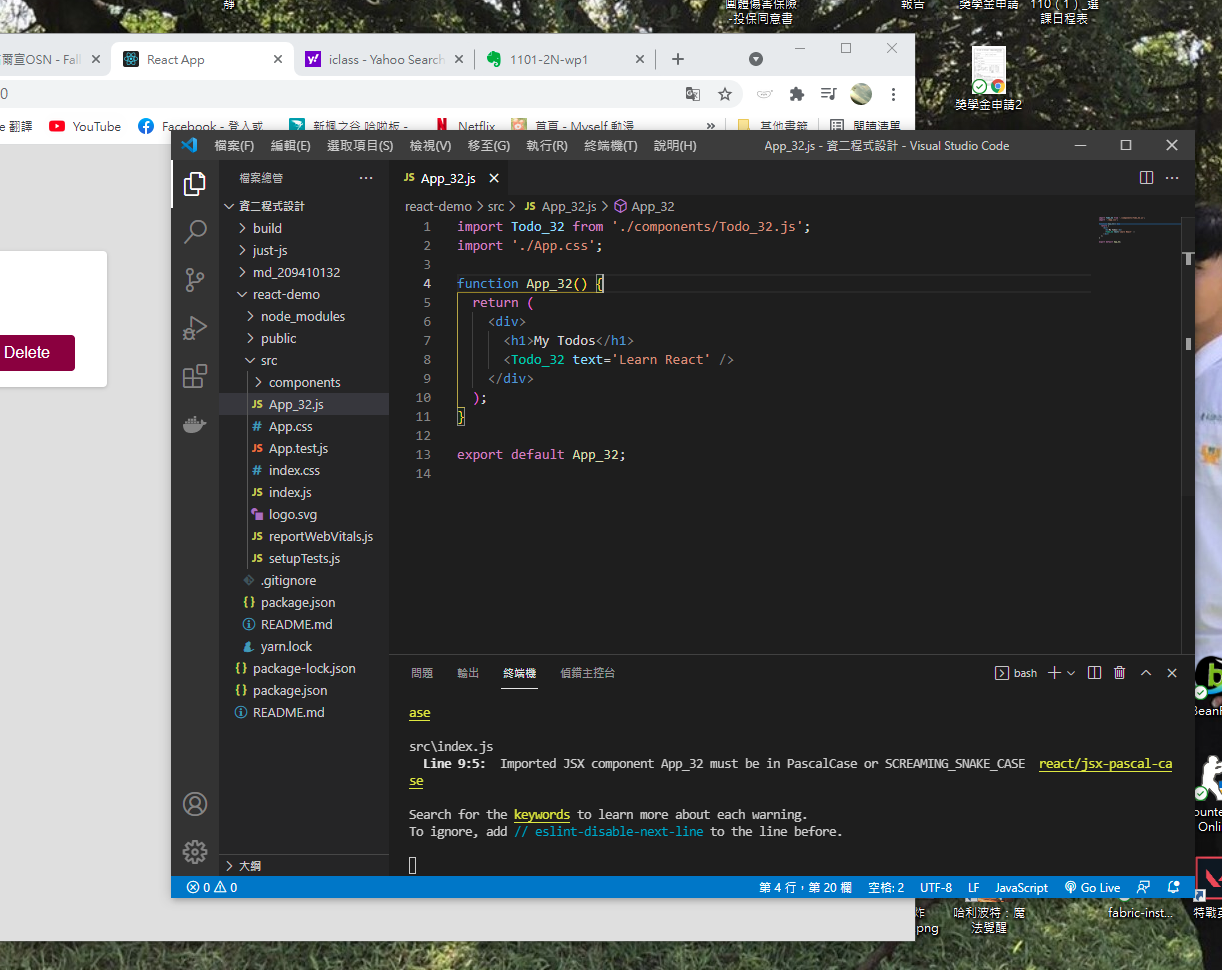 靜
團體傷害保險
-投保同意書
報告
獎學金申請
110（1）_選
課日程表
爾宣OSN - Fall
React App
iclass - Yahoo Search
1101-2N-wp1
獎學金申請2
0
翻譯
YouTube
Facebook - 登入或
新楓之谷 哈啦板 -
Netflix
首頁 - Myself 動漫
»
其他書籤
閱讀清單
檔案(F)
編輯(E)
選取項目(S)
檢視(V)
移至(G)
執行(R)
終端機(T)
說明(H)
App_32.js - 資二程式設計 - Visual Studio Code
檔案總管
資二程式設計
build
just-js
md_209410132
react-demo
node_modules
public
src
components
JS App_32.js
# App.css
JS App.test.js
# index.css
JS index.js
logo.svg
JS reportWebVitals.js
JS setupTests.js
.gitignore
{} package.json
README.md
yarn.lock
{} package-lock.json
{} package.json
README.md
大綱
JS App_32.js
react-demo > src > JS App_32.js > App_32
1 import Todo_32 from './components/Todo_32.js';
2 import './App.css';
3
4 function App_32() {
5 return (
6 <div>
7 <h1>My Todos</h1>
8 <Todo_32 text='Learn React' />
9 </div>
10 );
11 }
12
13 export default App_32;
14
Delete
問題
輸出
終端機
偵錯主控台
bash
ase
src\index.js
Line 9:5: Imported JSX component App_32 must be in PascalCase or SCREAMING_SNAKE_CASE react/jsx-pascal-ca
se
Search for the keywords to learn more about each warning.
To ignore, add // eslint-disable-next-line to the line before.
0
0
第 4 行，第 20 欄
空格: 2
UTF-8
LF
JavaScript
Go Live
png
哈利波特：魔
法覺醒
fabric-inst...
特戰英